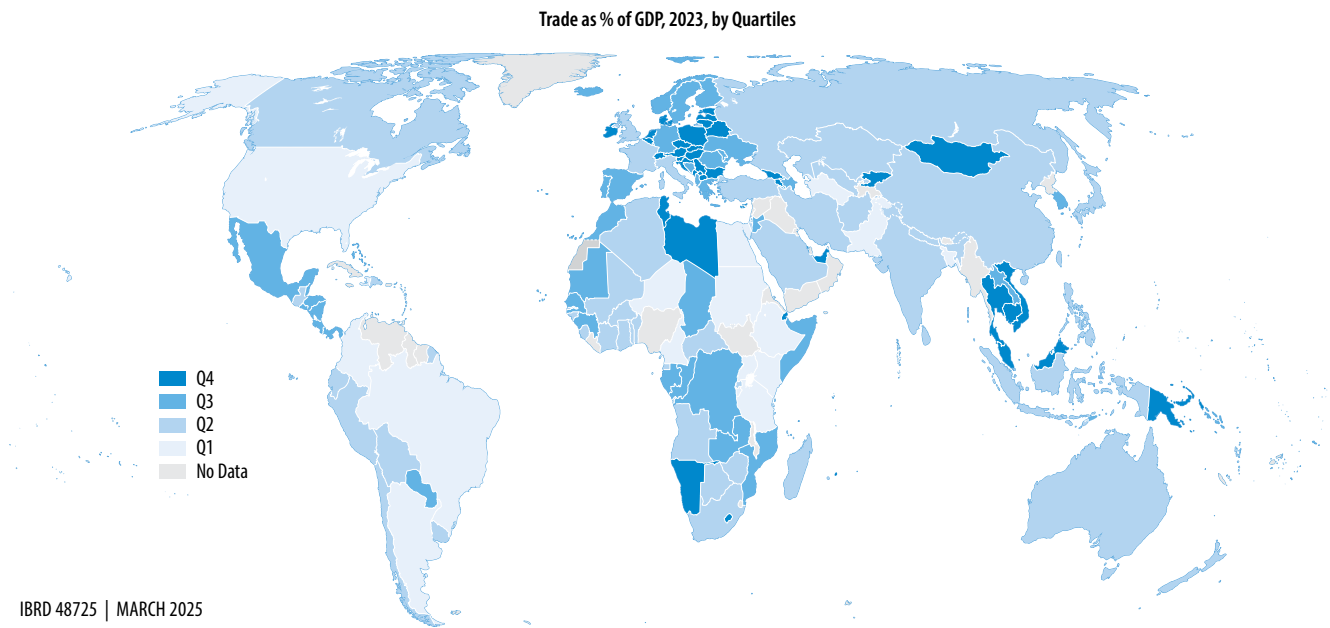 Trade as % of GDP, 2023, by Quartiles
Q4
Q3
Q2
Q1
No Data
IBRD 48725 | MARCH 2025